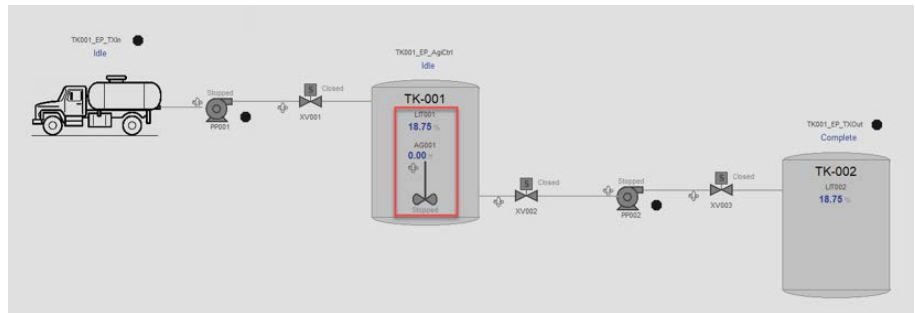 TK001_EP_TXIn
Idle
Stopped
PP001
S
Closed
XV001
TK001_EP_AgiCtrl
Idle
TK-001
LIT001
18.75 %
AG001
0.00
Stopped
S
Closed
XV002
Stopped
PP002
S
Closed
XV003
TK001_EP_TXOut
Complete
TK-002
LIT002
18.75 %